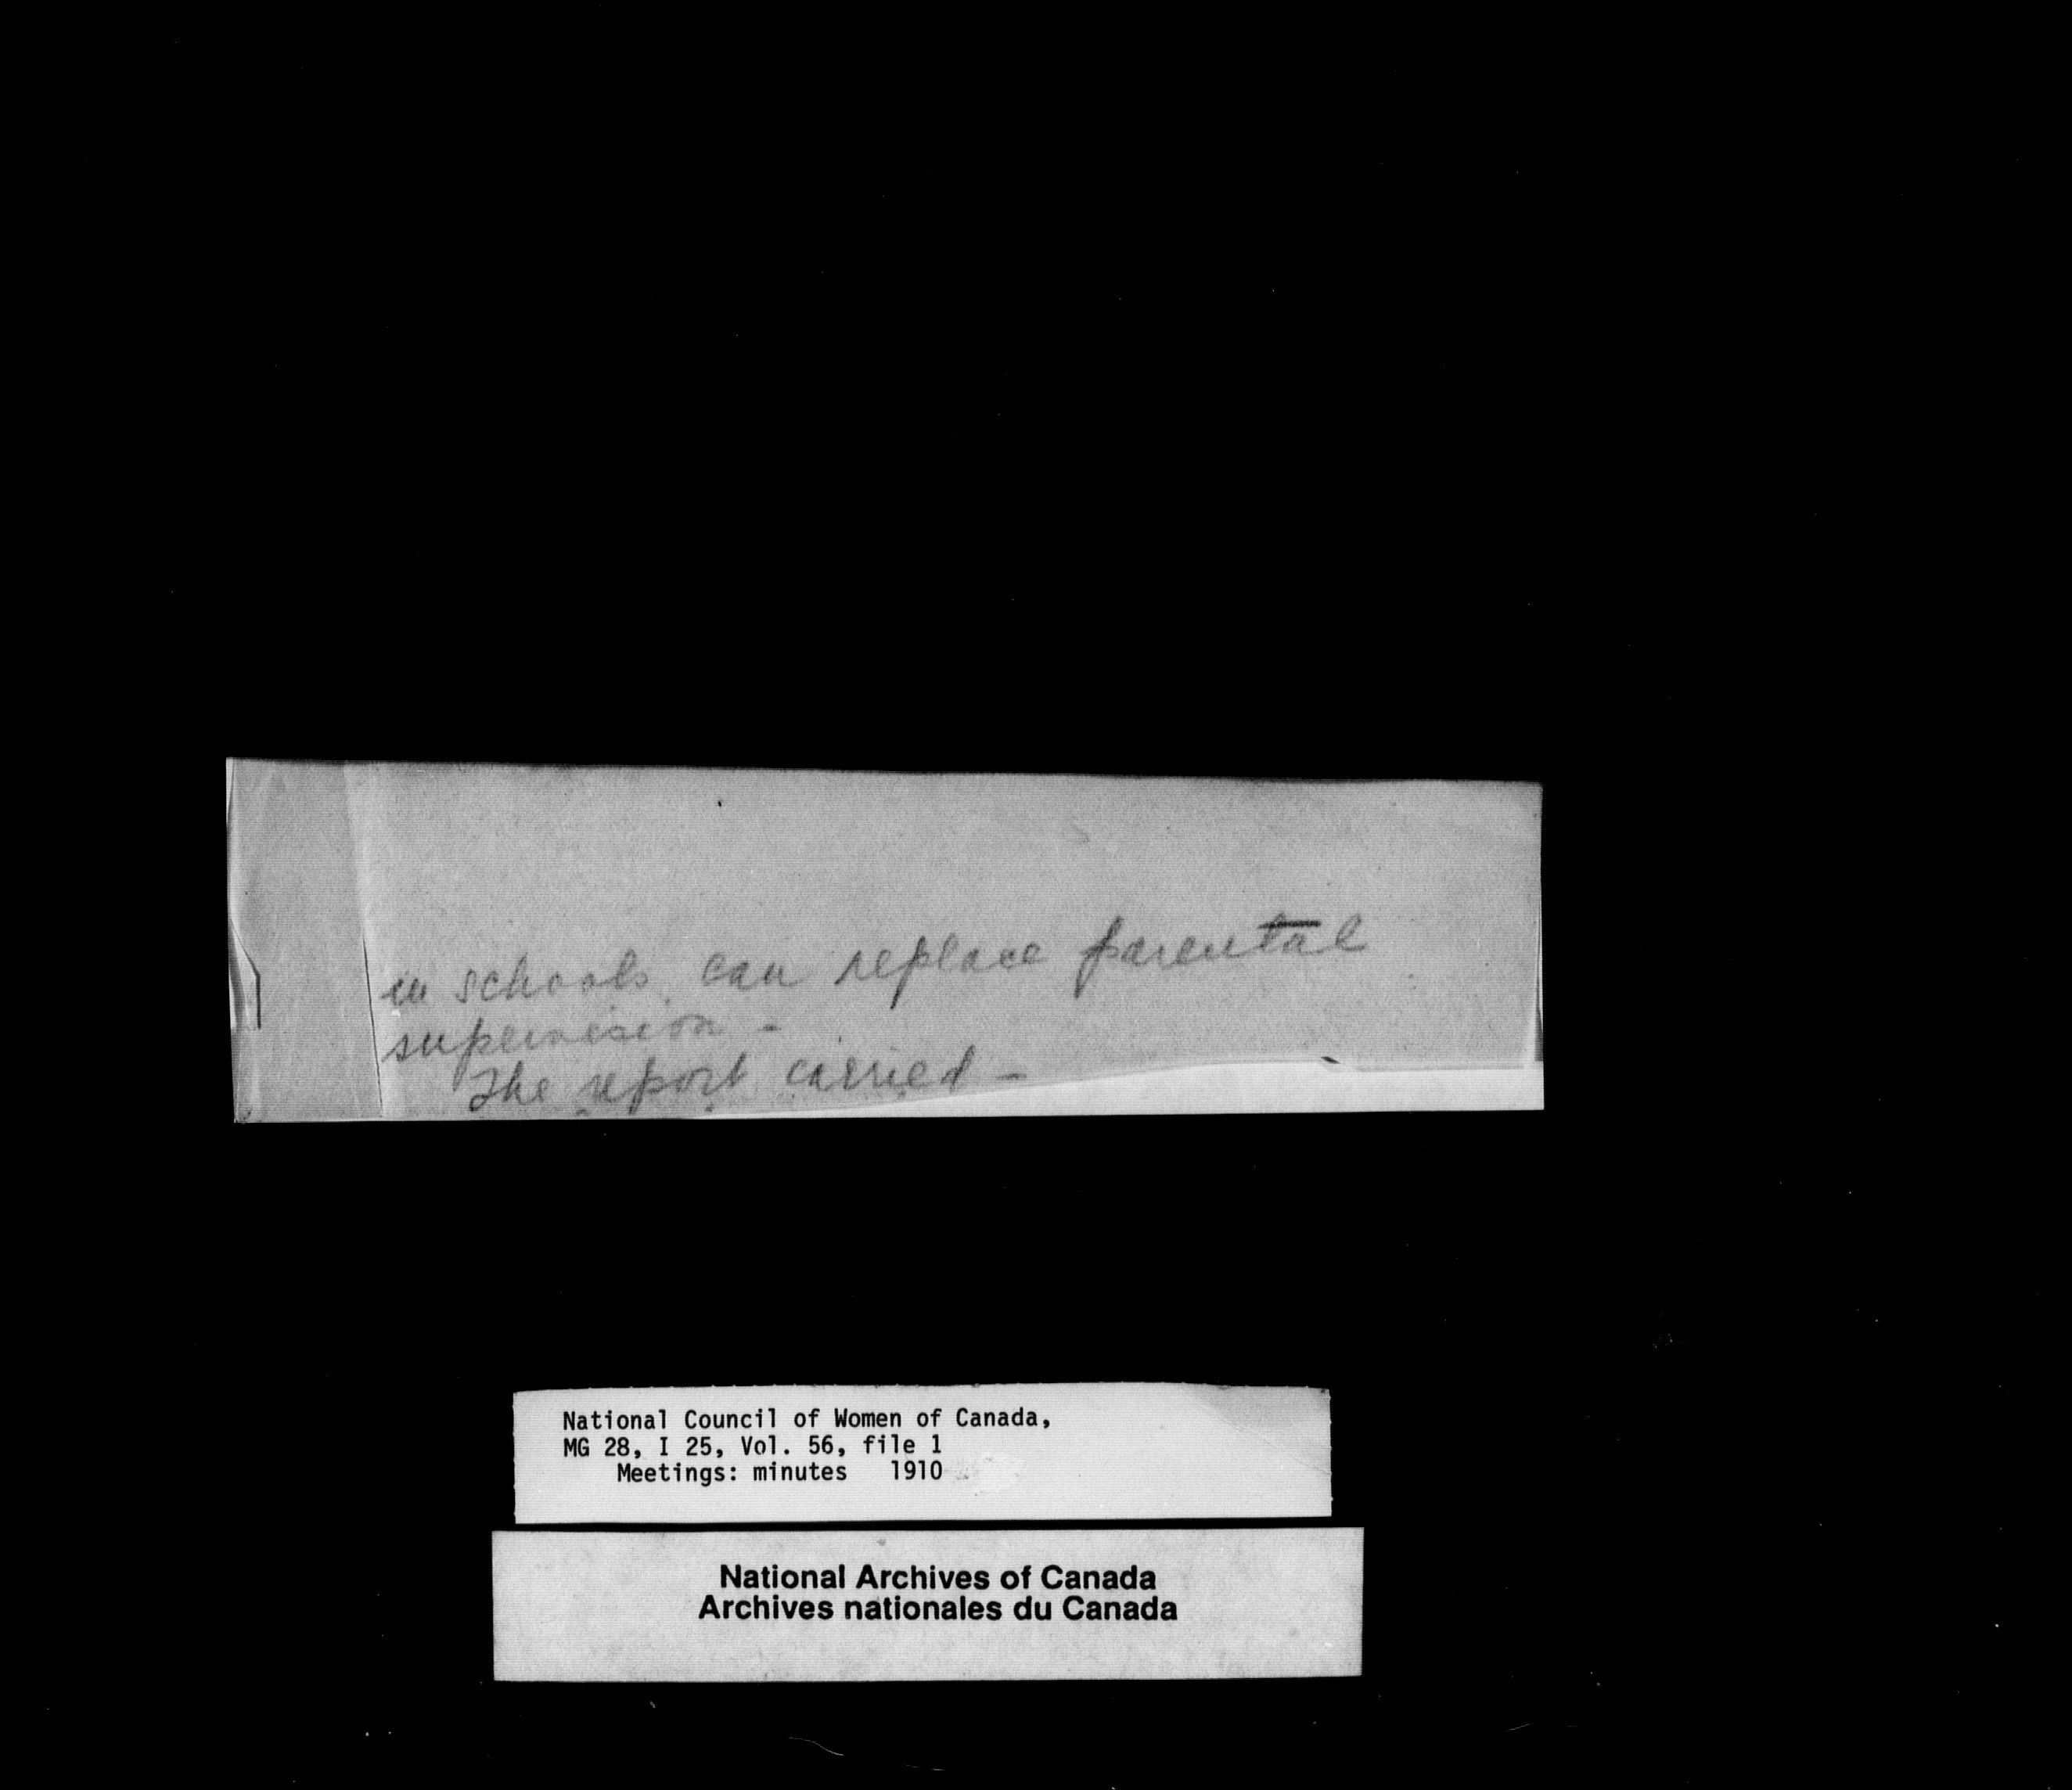 in schools can replace parental
supervision -
The report carried -
National Council of Women of Canada,
MG 28, I 25, Vol. 56, file 1
Meetings: minutes 1910
National Archives of Canada
Archives nationales du Canada